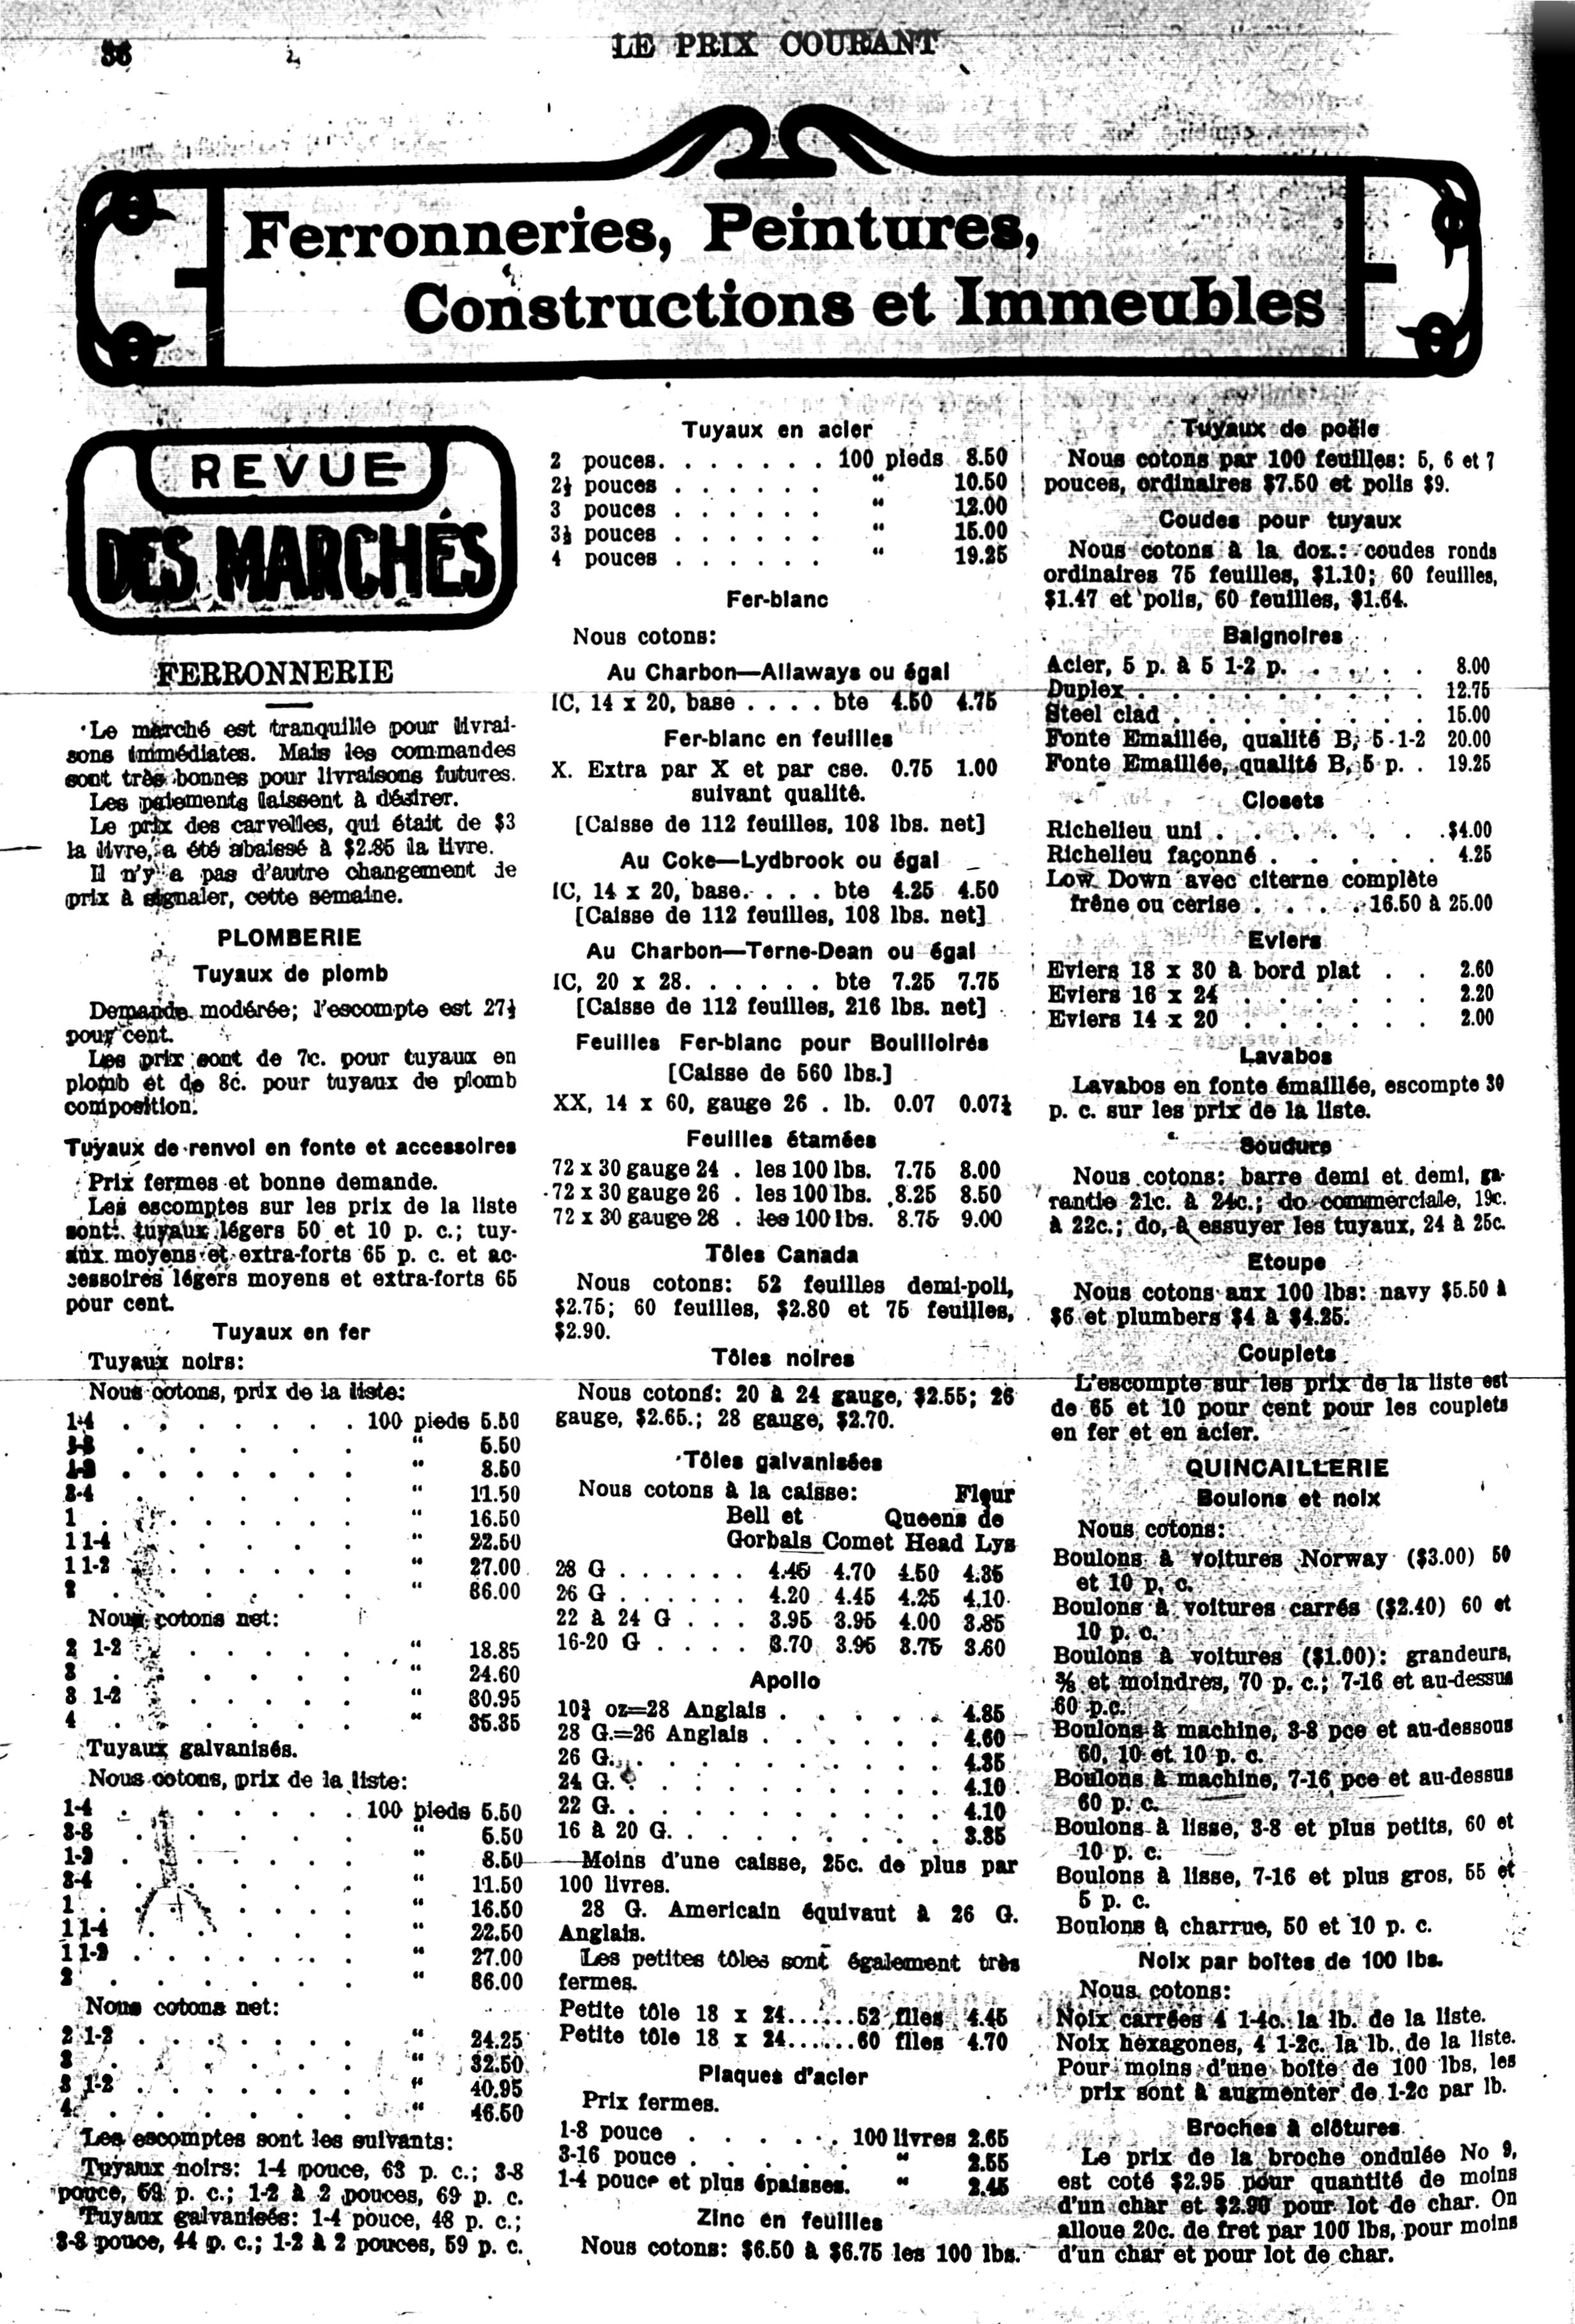 36
LE PRIX COURANT
Ferronneries, Peintures,
Constructions et Immeubles
REVUE
DES MARCHÉS
FERRONNERIE
Le marché est tranquille pour livrai-
sons immédiates. Mais les commandes
sont très bonnes pour livraisons futures.
Les paiements laissent à désirer.
Le prix des carvelles, qui était de $3
la livre, a été abaissé à $2.85 la livre.
Il n'y a pas d'autre changement de
prix à signaler, cette semaine.
PLOMBERIE
Tuyaux de plomb
Demande modérée; l'escompte est 27½
pour cent.
Les prix sont de 7c. pour tuyaux en
plomb et de 8c. pour tuyaux de plomb
composition.
Tuyaux de renvol en fonte et accessoires
Prix fermes et bonne demande.
Les escomptes sur les prix de la liste
sont: tuyaux légers 50 et 10 p. c.; tuy-
aux moyens et extra-forts 65 p. c. et ac-
cessoires légers moyens et extra-forts 65
pour cent.
Tuyaux en fer
Tuyaux noirs:
Nous cotons, prix de la liste:
1-4 . . . . . . . 100 pieds 5.50
3-8 . . . . . . " 5.50
1-2 . . . . . . . " 8.50
3-4 . . . . . . " 11.50
1 . . . . . . . " 16.50
1 1-4 . . . . . . " 22.50
1 1-2 . . . . . . " 27.00
2 . . . . . . . " 36.00
Nous cotons net:
2 1-2 . . . . . " 18.85
3 . . . . . . " 24.60
3 1-2 . . . . . " 30.95
4 . . . . . . " 35.35
Tuyaux galvanisés.
Nous cotons, prix de la liste:
1-4 . . . . . . 100 pieds 5.50
3-8 . . . . . " 5.50
1-2 . . . . . . " 8.50
3-4 . . . . . " 11.50
1 . . . . . . " 16.50
1 1-4 . . . . . " 22.50
1 1-2 . . . . . . " 27.00
2 . . . . . . . " 36.00
Nous cotons net:
2 1-2 . . . . . . " 24.25
3 . . . . . . " 32.50
3 1-2 . . . . . . " 40.95
4 . . . . . . . " 46.50
Les escomptes sont les suivants:
Tuyaux noirs: 1-4 pouce, 63 p. c.; 3-8
pouce, 59 p. c.; 1-2 à 2 pouces, 69 p. c.
Tuyaux galvanisés: 1-4 pouce, 48 p. c.;
3-8 pouce, 44 p. c.; 1-2 à 2 pouces, 59 p. c.
Tuyaux en acier
2 pouces. . . . . . . 100 pieds 8.50
2½ pouces . . . . . . " 10.50
3 pouces . . . . . . " 12.00
3½ pouces . . . . . . " 15.00
4 pouces . . . . . . " 19.25
Fer-blanc
Nous cotons:
Au Charbon—Allaways ou égal
IC, 14 x 20, base . . . . bte 4.50 4.75
Fer-blanc en feuilles
X. Extra par X et par cse. 0.75 1.00
suivant qualité.
[Caisse de 112 feuilles, 108 lbs. net]
Au Coke—Lydbrook ou égal
IC, 14 x 20, base. . . . bte 4.25 4.50
[Caisse de 112 feuilles, 108 lbs. net]
Au Charbon—Terne-Dean ou égal
IC, 20 x 28. . . . . . bte 7.25 7.75
[Caisse de 112 feuilles, 216 lbs. net]
Feuilles Fer-blanc pour Bouilloirés
[Caisse de 560 lbs.]
XX, 14 x 60, gauge 26 . lb. 0.07 0.07½
Feuilles étamées
72 x 30 gauge 24 . les 100 lbs. 7.75 8.00
72 x 30 gauge 26 . les 100 lbs. 8.25 8.50
72 x 30 gauge 28 . les 100 lbs. 8.75 9.00
Tôles Canada
Nous cotons: 52 feuilles demi-poli,
$2.75; 60 feuilles, $2.80 et 75 feuilles,
$2.90.
Tôles noires
Nous cotons: 20 à 24 gauge, $2.55; 26
gauge, $2.65.; 28 gauge, $2.70.
Tôles galvanisées
Nous cotons à la caisse: Fleur
Bell et Queens de
Gorbals Comet Head Lys
28 G . . . . . . 4.45 4.70 4.50 4.35
26 G . . . . . . 4.20 4.45 4.25 4.10
22 à 24 G . . . 3.95 3.95 4.00 3.85
16-20 G . . . . 3.70 3.95 3.75 3.60
Apollo
10¾ oz=28 Anglais . . . . . 4.85
28 G.=26 Anglais . . . . . . 4.60
26 G. . . . . . . . . . 4.35
24 G. . . . . . . . . . 4.10
22 G. . . . . . . . . . 4.10
16 à 20 G. . . . . . . . 3.85
Moins d'une caisse, 25c. de plus par
100 livres.
28 G. Americain équivaut à 26 G.
Anglais.
Les petites tôles sont également très
fermes.
Petite tôle 18 x 24......52 flles 4.45
Petite tôle 18 x 24......60 flles 4.70
Plaques d'acier
Prix fermes.
1-8 pouce . . . . . . 100 livres 2.65
3-16 pouce . . . . . . " 2.55
1-4 pouce et plus épaisses. " 2.45
Zinc en feuilles
Nous cotons: $6.50 à $6.75 les 100 lbs.
Tuyaux de poêle
Nous cotons par 100 feuilles: 5, 6 et 7
pouces, ordinaires $7.50 et polis $9.
Coudes pour tuyaux
Nous cotons à la doz.: coudes ronds
ordinaires 75 feuilles, $1.10; 60 feuilles,
$1.47 et polis, 60 feuilles, $1.64.
Baignoires
Acier, 5 p. à 5 1-2 p. . . . . . 8.00
Duplex . . . . . . . . . 12.75
Steel clad . . . . . . . . 15.00
Fonte Emaillée, qualité B, 5 1-2 20.00
Fonte Emaillée, qualité B, 5 p. . 19.25
Closets
Richelieu uni . . . . . . . . $4.00
Richelieu façonné . . . . . . 4.25
Low Down avec citerne complète
frêne ou cerise . . . . 16.50 à 25.00
Eviers
Eviers 18 x 30 à bord plat . . 2.60
Eviers 16 x 24 . . . . . . 2.20
Eviers 14 x 20 . . . . . . 2.00
Lavabos
Lavabos en fonte émaillée, escompte 30
p. c. sur les prix de la liste.
Soudure
Nous cotons: barre demi et demi, ga-
rantie 21c. à 24c.; do commerciale, 19c.
à 22c.; do, à essuyer les tuyaux, 24 à 25c.
Etoupe
Nous cotons aux 100 lbs: navy $5.50 à
$6 et plumbers $4 à $4.25.
Couplets
L'escompte sur les prix de la liste est
de 65 et 10 pour cent pour les couplets
en fer et en acier.
QUINCAILLERIE
Boulons et noix
Nous cotons:
Boulons à voitures Norway ($3.00) 50
et 10 p. c.
Boulons à voitures carrés ($2.40) 60 et
10 p. c.
Boulons à voitures ($1.00): grandeurs,
⅜ et moindres, 70 p. c.; 7-16 et au-dessus
60 p.c.
Boulons à machine, 3-8 pce et au-dessous
60, 10 et 10 p. c.
Boulons à machine, 7-16 pce et au-dessus
60 p. c.
Boulons à lisse, 3-8 et plus petits, 60 et
10 p. c.
Boulons à lisse, 7-16 et plus gros, 55 et
5 p. c.
Boulons à charrue, 50 et 10 p. c.
Noix par boîtes de 100 lbs.
Nous cotons:
Noix carrées 4 1-4c. la lb. de la liste.
Noix hexagones, 4 1-2c. la lb. de la liste.
Pour moins d'une boîte de 100 lbs, les
prix sont à augmenter de 1-2c par lb.
Broches à clôtures
Le prix de la broche ondulée No 9,
est coté $2.95 pour quantité de moins
d'un char et $2.90 pour lot de char. On
alloue 20c. de fret par 100 lbs, pour moins
d'un char et pour lot de char.